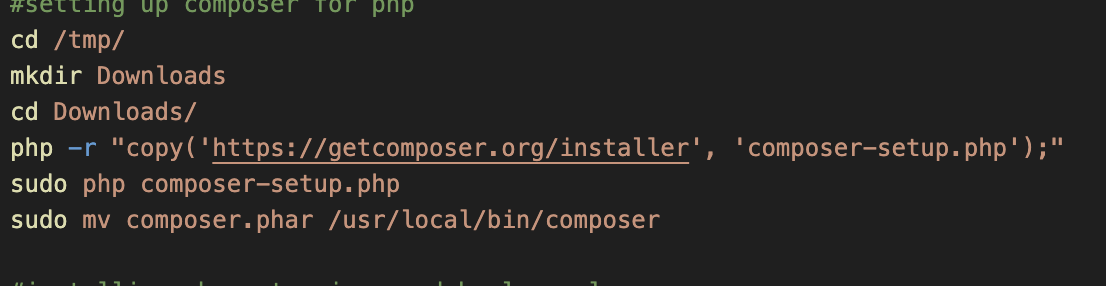 #setting up composer for php
cd /tmp/
mkdir Downloads
cd Downloads/
php -r "copy('https://getcomposer.org/installer', 'composer-setup.php');"
sudo php composer-setup.php
sudo mv composer.phar /usr/local/bin/composer